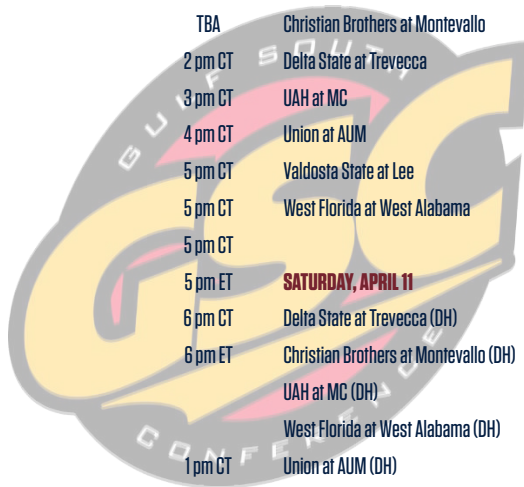 GULF SOUTH
GSC
CONFERENCE
TBA Christian Brothers at Montevallo
2 pm CT Delta State at Trevecca
3 pm CT UAH at MC
4 pm CT Union at AUM
5 pm CT Valdosta State at Lee
5 pm CT West Florida at West Alabama
5 pm CT
5 pm ET SATURDAY, APRIL 11
6 pm CT Delta State at Trevecca (DH)
6 pm ET Christian Brothers at Montevallo (DH)
UAH at MC (DH)
West Florida at West Alabama (DH)
1 pm CT Union at AUM (DH)